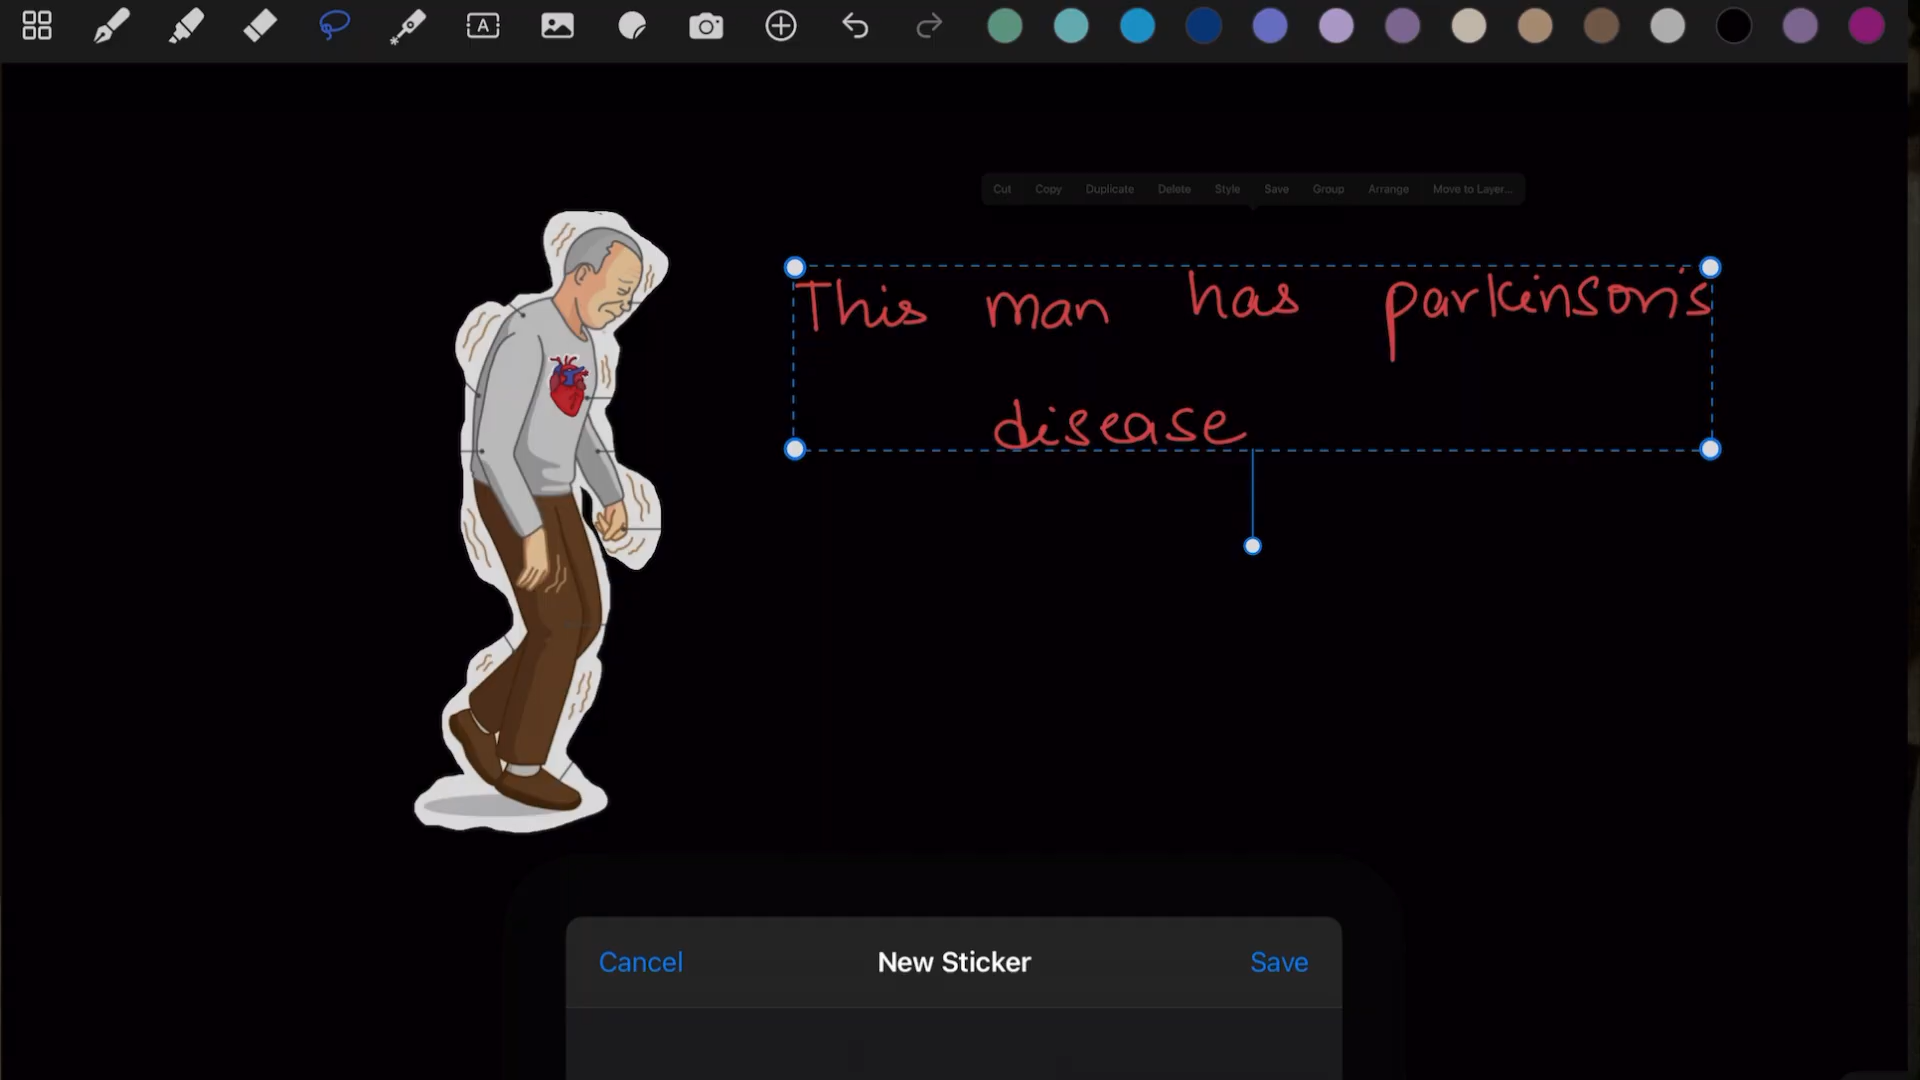 A
Cut Copy Duplicate Delete Style Save Group Arrange Move to Layer...
This man has parkinson's
disease
Cancel New Sticker Save